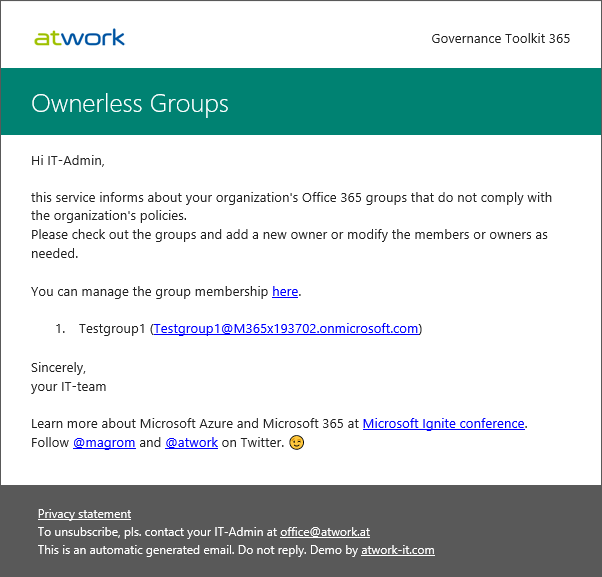 atwork
Governance Toolkit 365
Ownerless Groups
Hi IT-Admin,
this service informs about your organization's Office 365 groups that do not comply with
the organization's policies.
Please check out the groups and add a new owner or modify the members or owners as
needed.
You can manage the group membership here.
1. Testgroup1 (Testgroup1@M365x193702.onmicrosoft.com)
Sincerely,
your IT-team
Learn more about Microsoft Azure and Microsoft 365 at Microsoft Ignite conference.
Follow @magrom and @atwork on Twitter. 😉
Privacy statement
To unsubscribe, pls. contact your IT-Admin at office@atwork.at
This is an automatic generated email. Do not reply. Demo by atwork-it.com